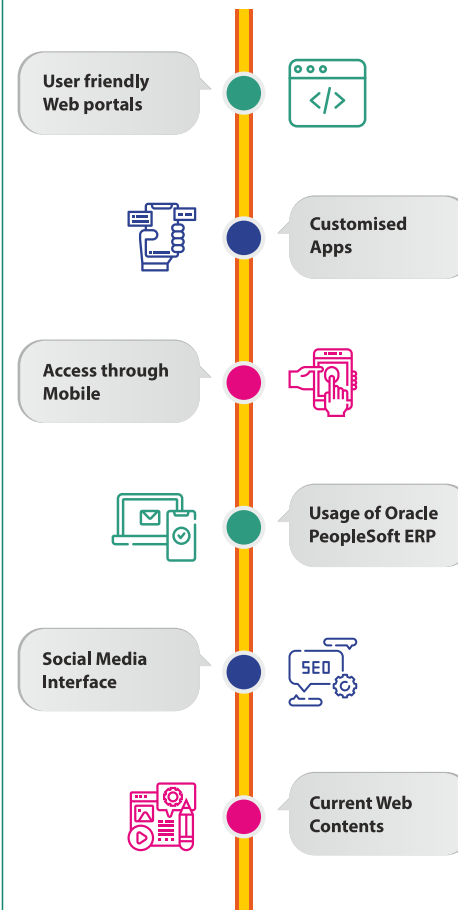 User friendly
Web portals
</>
Customised
Apps
Access through
Mobile
Usage of Oracle
PeopleSoft ERP
Social Media
Interface
SEO
Current Web
Contents